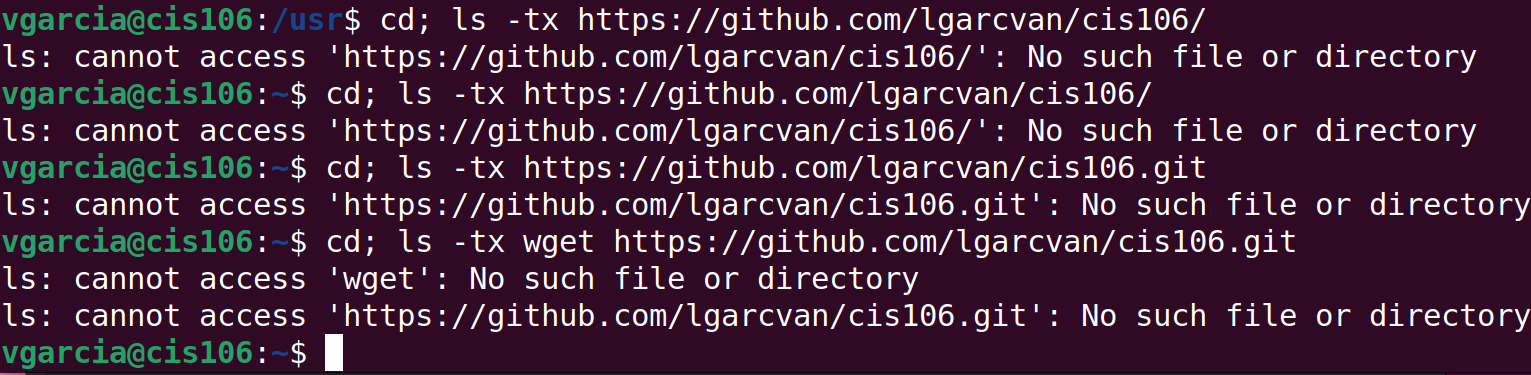 vgarcia@cis106:/usr$ cd; ls -tx https://github.com/lgarcvan/cis106/
ls: cannot access 'https://github.com/lgarcvan/cis106/': No such file or directory
vgarcia@cis106:~$ cd; ls -tx https://github.com/lgarcvan/cis106/
ls: cannot access 'https://github.com/lgarcvan/cis106/': No such file or directory
vgarcia@cis106:~$ cd; ls -tx https://github.com/lgarcvan/cis106.git
ls: cannot access 'https://github.com/lgarcvan/cis106.git': No such file or directory
vgarcia@cis106:~$ cd; ls -tx wget https://github.com/lgarcvan/cis106.git
ls: cannot access 'wget': No such file or directory
ls: cannot access 'https://github.com/lgarcvan/cis106.git': No such file or directory
vgarcia@cis106:~$